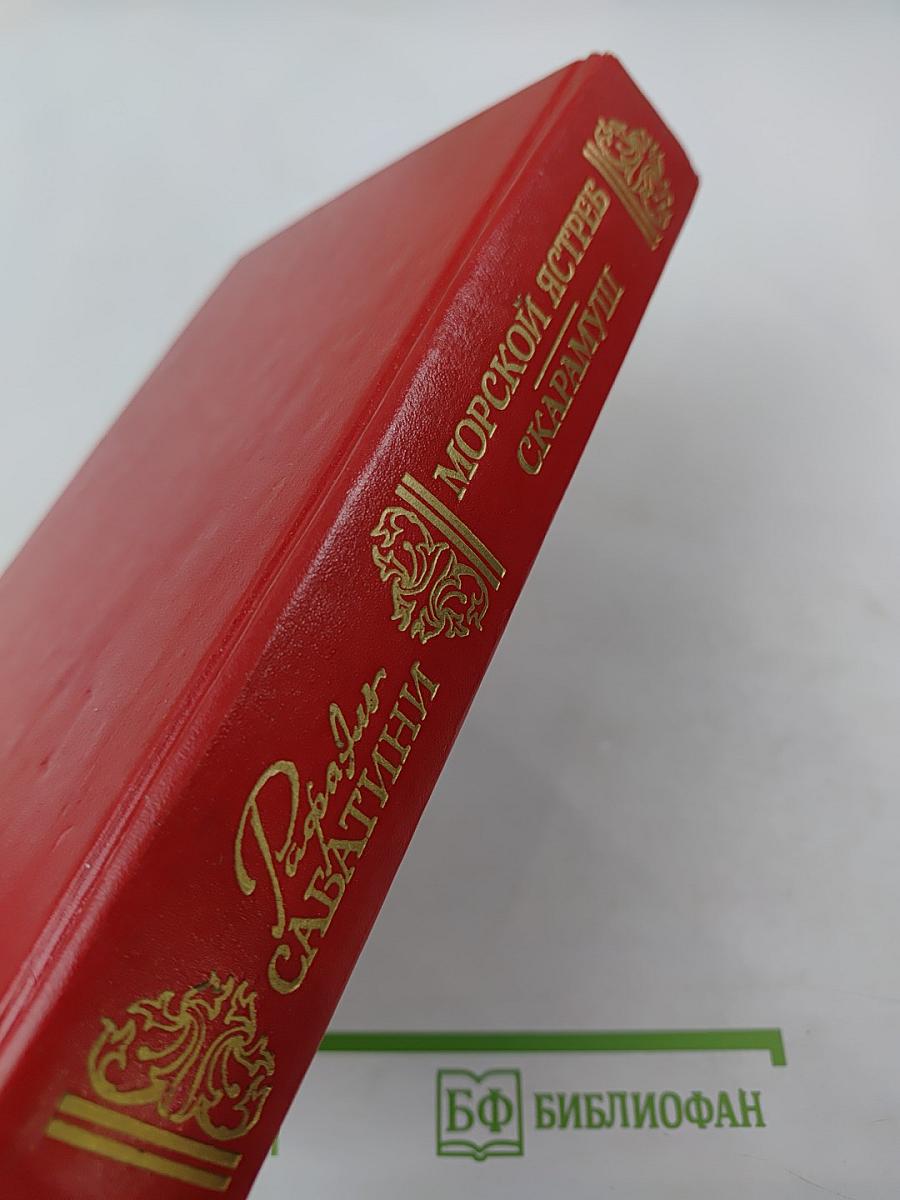 Рафаэль
САБАТИНИ
МОРСКОЙ ЯСТРЕБ
СКАРАМУШ
БФ БИБЛИОФАН